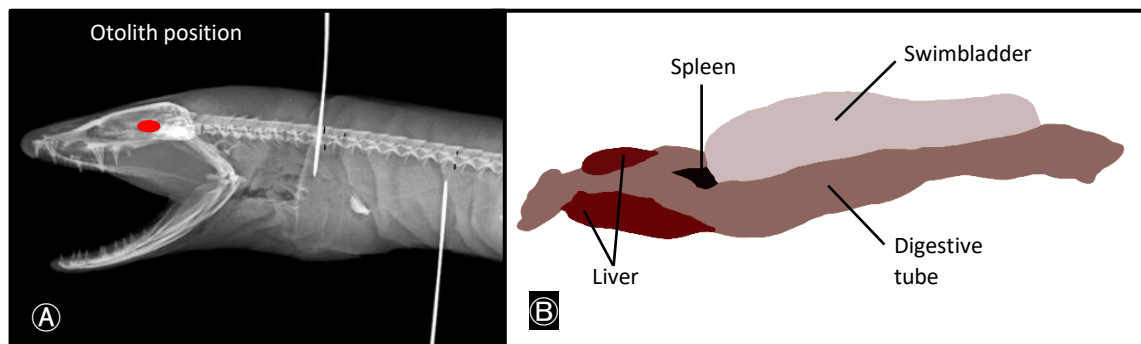 Otolith position
Ⓐ
Spleen
Swimbladder
Liver
Digestive
tube
Ⓑ